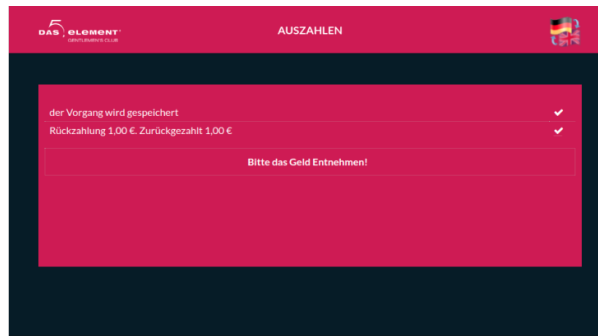 DAS 5 ELEMENT
GENTLEMEN'S CLUB
AUSZAHLEN
der Vorgang wird gespeichert
Rückzahlung 1,00 €. Zurückgezahlt 1,00 €
Bitte das Geld Entnehmen!